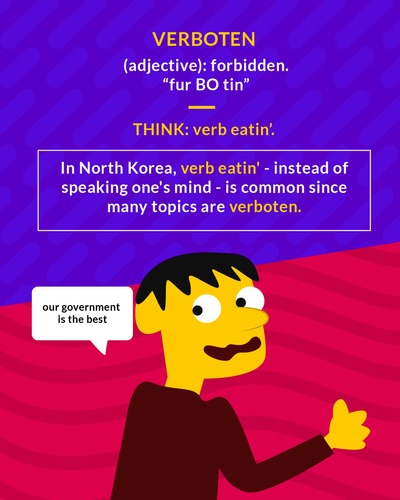 VERBOTEN
(adjective): forbidden.
“fur BO tin”
THINK: verb eatin’.
In North Korea, verb eatin' - instead of
speaking one's mind - is common since
many topics are verboten.
our government
is the best